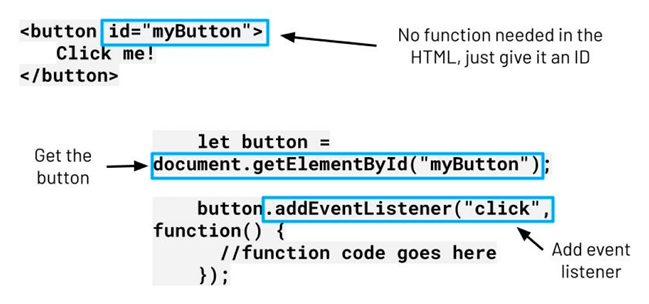 <button id="myButton">
Click me!
</button>
No function needed in the
HTML, just give it an ID
Get the
button
let button =
document.getElementById("myButton");
button.addEventListener("click",
function() {
//function code goes here
});
Add event
listener